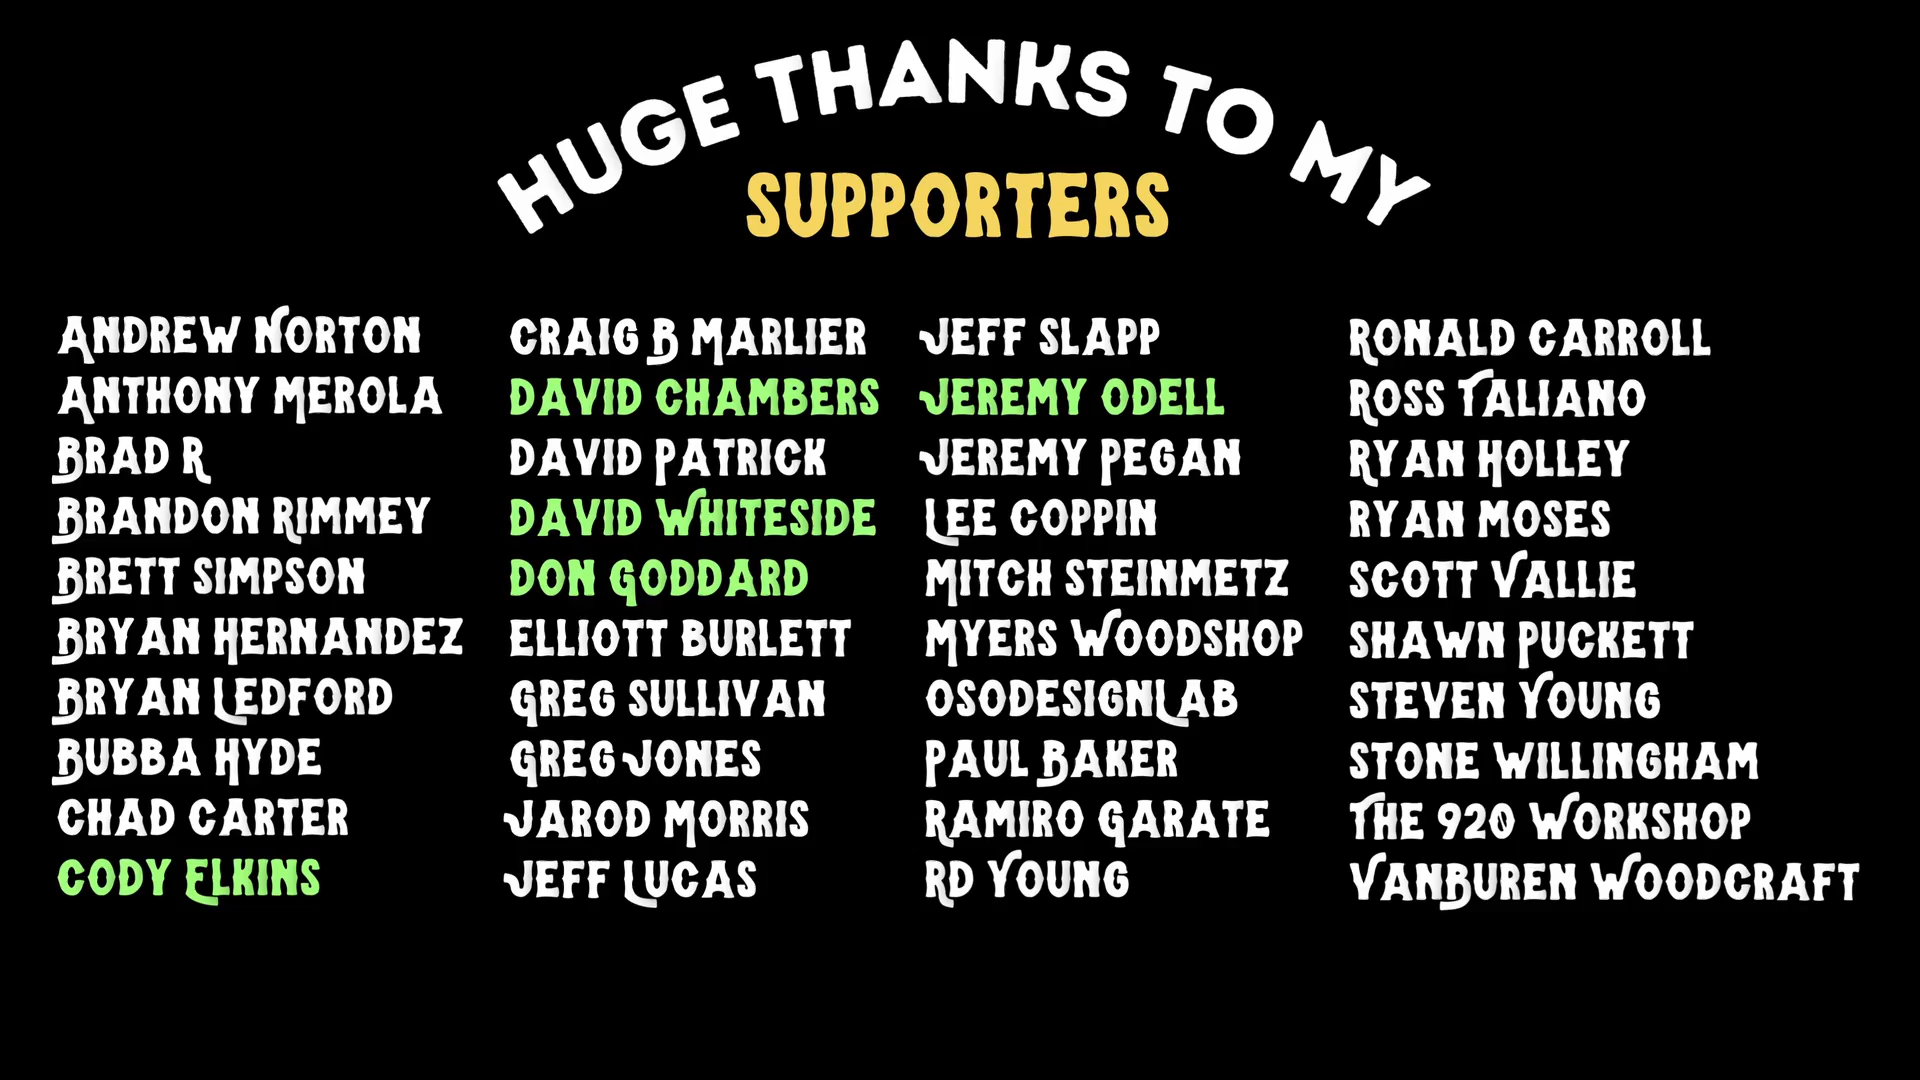 HUGE THANKS TO MY
SUPPORTERS
ANDREW NORTON
ANTHONY MEROLA
BRAD R
BRANDON RIMMEY
BRETT SIMPSON
BRYAN HERNANDEZ
BRYAN LEDFORD
BUBBA HYDE
CHAD CARTER
CODY ELKINS
CRAIG B MARLIER
DAVID CHAMBERS
DAVID PATRICK
DAVID WHITESIDE
DON GODDARD
ELLIOTT BURLETT
GREG SULLIVAN
GREG JONES
JAROD MORRIS
JEFF LUCAS
JEFF SLAPP
JEREMY ODELL
JEREMY PEGAN
LEE COPPIN
MITCH STEINMETZ
MYERS WOODSHOP
OSODESIGNLAB
PAUL BAKER
RAMIRO GARATE
RD YOUNG
RONALD CARROLL
ROSS TALIANO
RYAN HOLLEY
RYAN MOSES
SCOTT VALLIE
SHAWN PUCKETT
STEVEN YOUNG
STONE WILLINGHAM
THE 920 WORKSHOP
VANBUREN WOODCRAFT